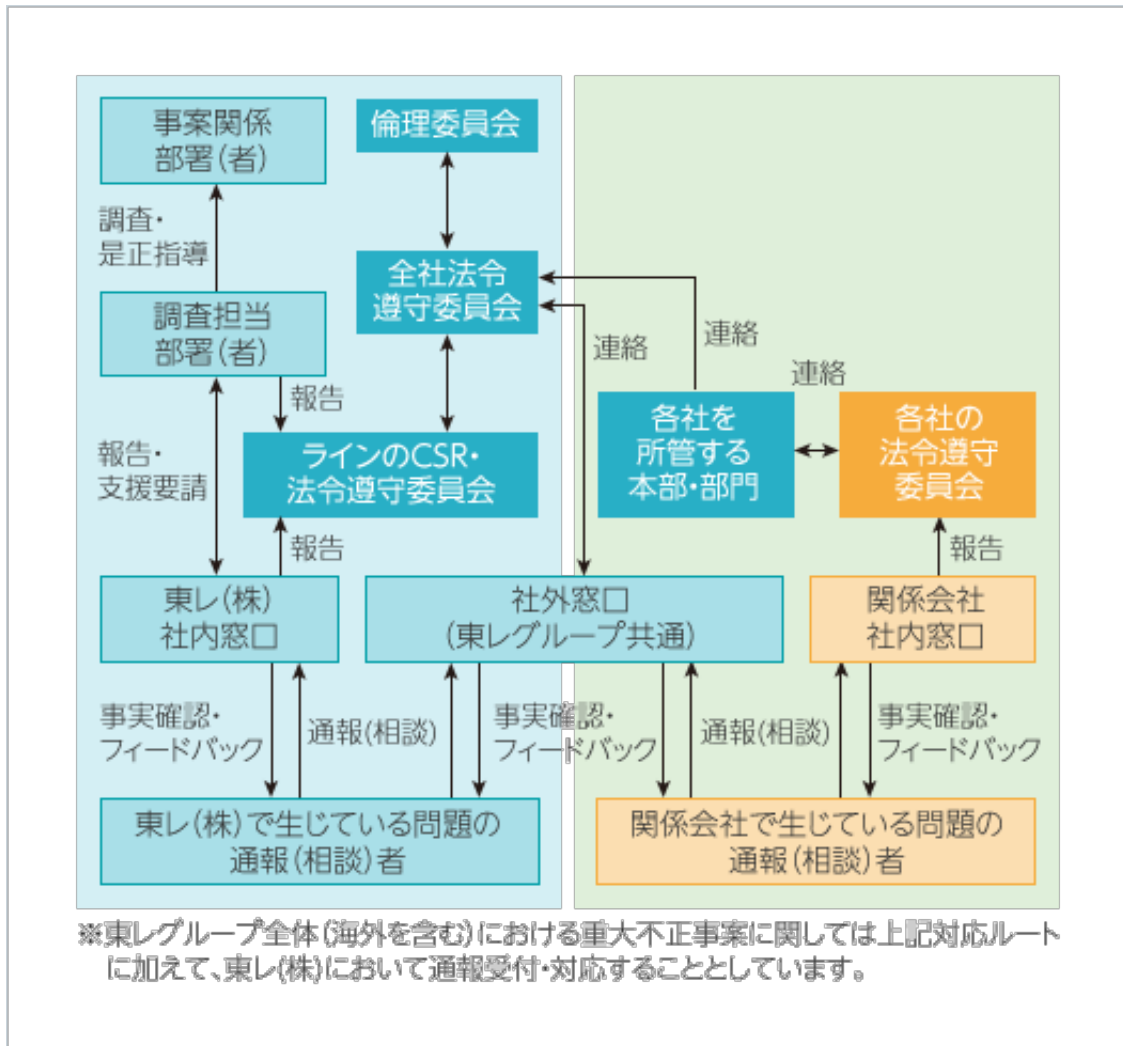 事案関係
部署(者)
倫理委員会
調査・
是正指導
全社法令
遵守委員会
調査担当
部署(者)
連絡
連絡
連絡
報告
各社を
所管する
本部・部門
各社の
法令遵守
委員会
ラインのCSR・
法令遵守委員会
報告・
支援要請
報告
報告
東レ(株)
社内窓口
社外窓口
(東レグループ共通)
関係会社
社内窓口
事実確認・
フィードバック
通報(相談)
事実確認・
フィードバック
通報(相談)
事実確認・
フィードバック
東レ(株)で生じている問題の
通報(相談)者
関係会社で生じている問題の
通報(相談)者
※東レグループ全体(海外を含む)における重大不正事案に関しては上記対応ルート
に加えて、東レ(株)において通報受付・対応することとしています。